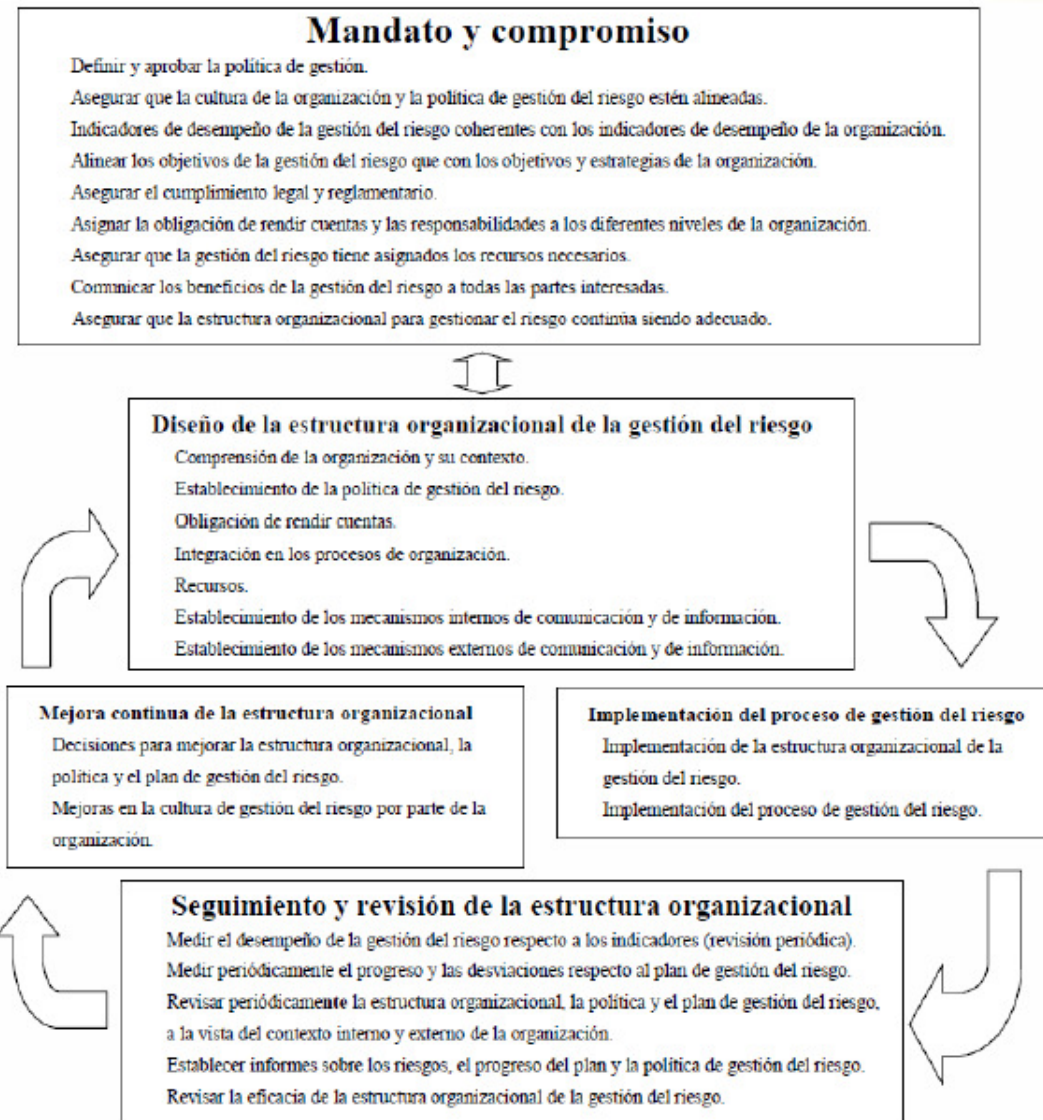 Mandato y compromiso
Definir y aprobar la política de gestión.
Asegurar que la cultura de la organización y la política de gestión del riesgo estén alineadas.
Indicadores de desempeño de la gestión del riesgo coherentes con los indicadores de desempeño de la organización.
Alinear los objetivos de la gestión del riesgo que con los objetivos y estrategias de la organización.
Asegurar el cumplimiento legal y reglamentario.
Asignar la obligación de rendir cuentas y las responsabilidades a los diferentes niveles de la organización.
Asegurar que la gestión del riesgo tiene asignados los recursos necesarios.
Comunicar los beneficios de la gestión del riesgo a todas las partes interesadas.
Asegurar que la estructura organizacional para gestionar el riesgo continúa siendo adecuado.
Diseño de la estructura organizacional de la gestión del riesgo
Comprensión de la organización y su contexto.
Establecimiento de la política de gestión del riesgo.
Obligación de rendir cuentas.
Integración en los procesos de organización.
Recursos.
Establecimiento de los mecanismos internos de comunicación y de información.
Establecimiento de los mecanismos externos de comunicación y de información.
Mejora continua de la estructura organizacional
Decisiones para mejorar la estructura organizacional, la
política y el plan de gestión del riesgo.
Mejoras en la cultura de gestión del riesgo por parte de la
organización.
Implementación del proceso de gestión del riesgo
Implementación de la estructura organizacional de la
gestión del riesgo.
Implementación del proceso de gestión del riesgo.
Seguimiento y revisión de la estructura organizacional
Medir el desempeño de la gestión del riesgo respecto a los indicadores (revisión periódica).
Medir periódicamente el progreso y las desviaciones respecto al plan de gestión del riesgo.
Revisar periódicamente la estructura organizacional, la política y el plan de gestión del riesgo,
a la vista del contexto interno y externo de la organización.
Establecer informes sobre los riesgos, el progreso del plan y la política de gestión del riesgo.
Revisar la eficacia de la estructura organizacional de la gestión del riesgo.